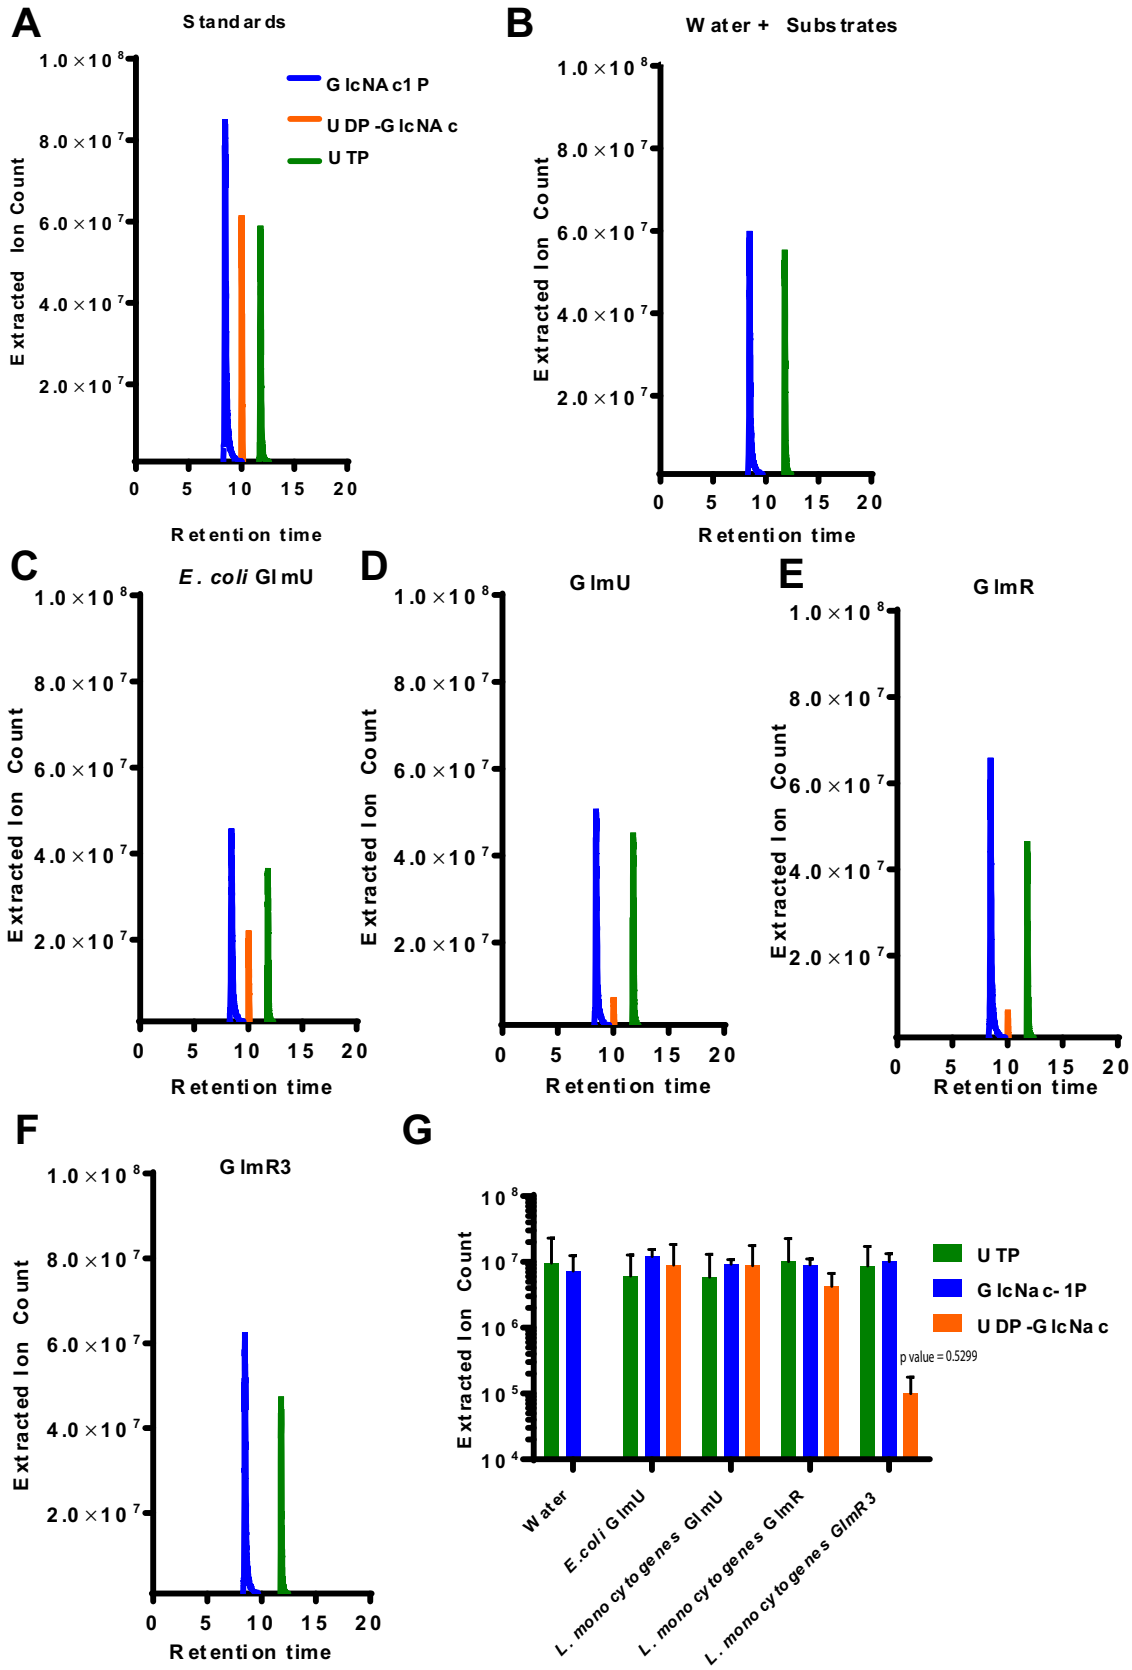 A
Standards
1.0×10⁸
8.0×10⁷
6.0×10⁷
4.0×10⁷
2.0×10⁷
Extracted Ion Count
GlcNAc1P
UDP-GlcNAc
UTP
0 5 10 15 20
Retention time
B
Water + Substrates
1.0×10⁸
8.0×10⁷
6.0×10⁷
4.0×10⁷
2.0×10⁷
Extracted Ion Count
0 5 10 15 20
Retention time
C
E. coli GlmU
1.0×10⁸
8.0×10⁷
6.0×10⁷
4.0×10⁷
2.0×10⁷
Extracted Ion Count
0 5 10 15 20
Retention time
D
GlmU
1.0×10⁸
8.0×10⁷
6.0×10⁷
4.0×10⁷
2.0×10⁷
Extracted Ion Count
0 5 10 15 20
Retention time
E
GlmR
1.0×10⁸
8.0×10⁷
6.0×10⁷
4.0×10⁷
2.0×10⁷
Extracted Ion Count
0 5 10 15 20
Retention time
F
GlmR3
1.0×10⁸
8.0×10⁷
6.0×10⁷
4.0×10⁷
2.0×10⁷
Extracted Ion Count
0 5 10 15 20
Retention time
G
10⁸
10⁷
10⁶
10⁵
10⁴
Extracted Ion Count
UTP
GlcNac-1P
UDP-GlcNac
p value = 0.5299
Water
E.coli GlmU
L. monocytogenes GlmU
L. monocytogenes GlmR
L. monocytogenes GlmR3